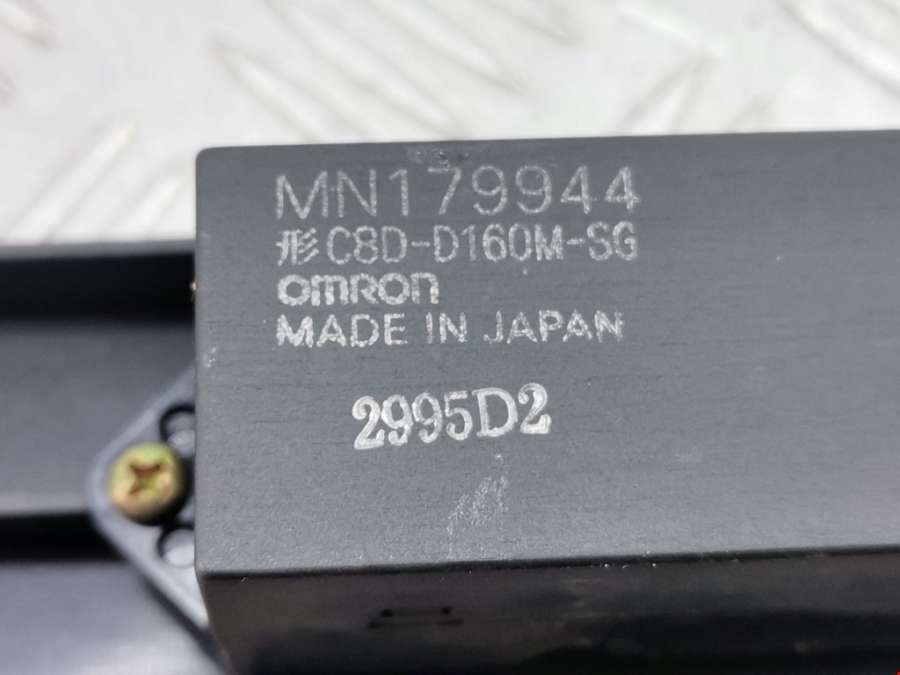 MN179944
形 C8D-D160M-SG
omron
MADE IN JAPAN
2995D2